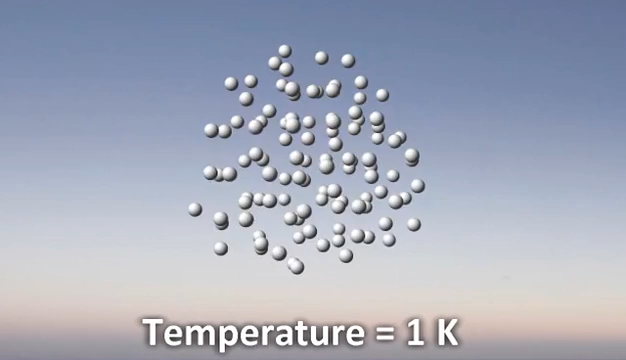 Temperature = 1 K